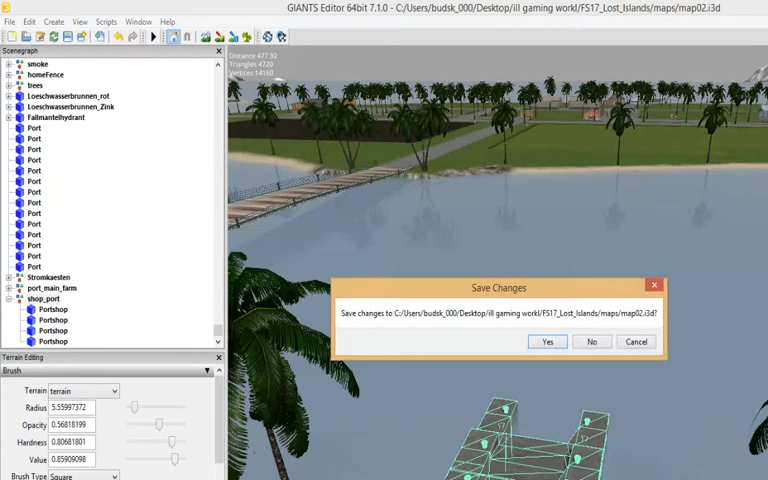 GIANTS Editor 64bit - 7.1.0 - C:/Users/budsk_000/Desktop/ill gaming workl/FS17_Lost_Islands/maps/map02.i3d
File Edit Create View Scripts Window Help
Scenegraph
smoke
homeFence
trees
Loeschwasserbrunnen_rot
Loeschwasserbrunnen_Zink
Fallmantelhydrant
Port
Port
Port
Port
Port
Port
Port
Port
Port
Port
Port
Port
Port
Port
Stromkaesten
port_main_farm
shop_port
Portshop
Portshop
Portshop
Portshop
Terrain Editing
Brush
Terrain terrain
Radius 5.55997372
Opacity 0.56818199
Hardness 0.80681801
Value 0.85909098
Brush Type Square
Distance 477.92
Triangles 4720
Vertices 14160
Save Changes
Save changes to C:/Users/budsk_000/Desktop/ill gaming workl/FS17_Lost_Islands/maps/map02.i3d?
Yes No Cancel